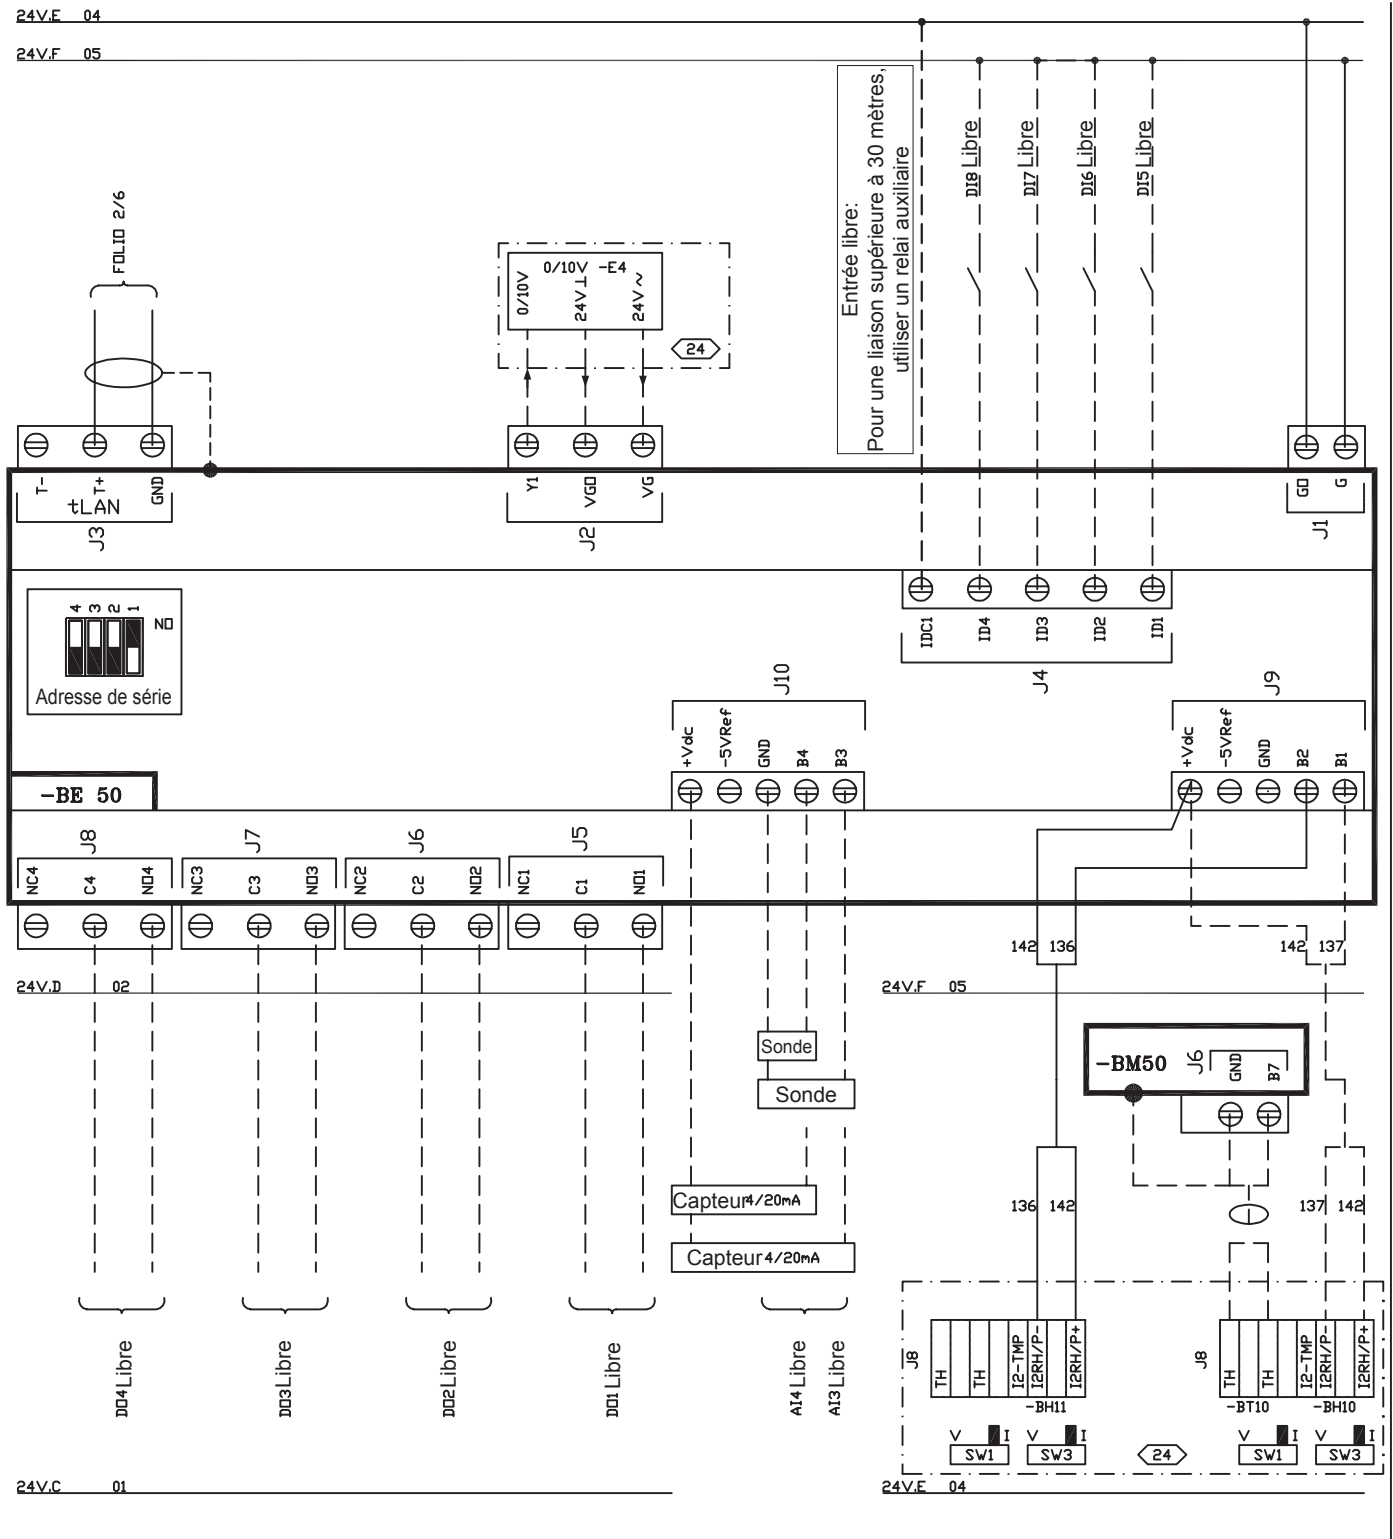 24V.E 04
24V.F 05
FOLIO 2/6
0/10V -E4
0/10V
24V⊥
24V~
24
Entrée libre:
Pour une liaison supérieure à 30 mètres,
utiliser un relai auxiliaire
DI8 Libre
DI7 Libre
DI6 Libre
DI5 Libre
T-
T+
GND
tLAN
J3
Y1
VG0
VG
J2
G0
G
J1
4
3
2
1
NO
Adresse de série
IDC1
ID4
ID3
ID2
ID1
J4
J10
+Vdc
-5VRef
GND
B4
B3
J9
+Vdc
-5VRef
GND
B2
B1
-BE 50
J8
NC4
C4
NO4
J7
NC3
C3
NO3
J6
NC2
C2
NO2
J5
NC1
C1
NO1
142 136
142 137
24V.D 02
24V.F 05
Sonde
Sonde
-BM50
J6
GND
B7
Capteur 4/20mA
Capteur 4/20mA
136 142
137 142
DO4 Libre
DO3 Libre
DO2 Libre
DO1 Libre
AI4 Libre
AI3 Libre
J8
TH
TH
I2-TMP
I2RH/P-
I2RH/P+
-BH11
J8
TH
TH
I2-TMP
I2RH/P-
I2RH/P+
-BT10
-BH10
V I
SW1
V I
SW3
24
V I
SW1
V I
SW3
24V.C 01
24V.E 04